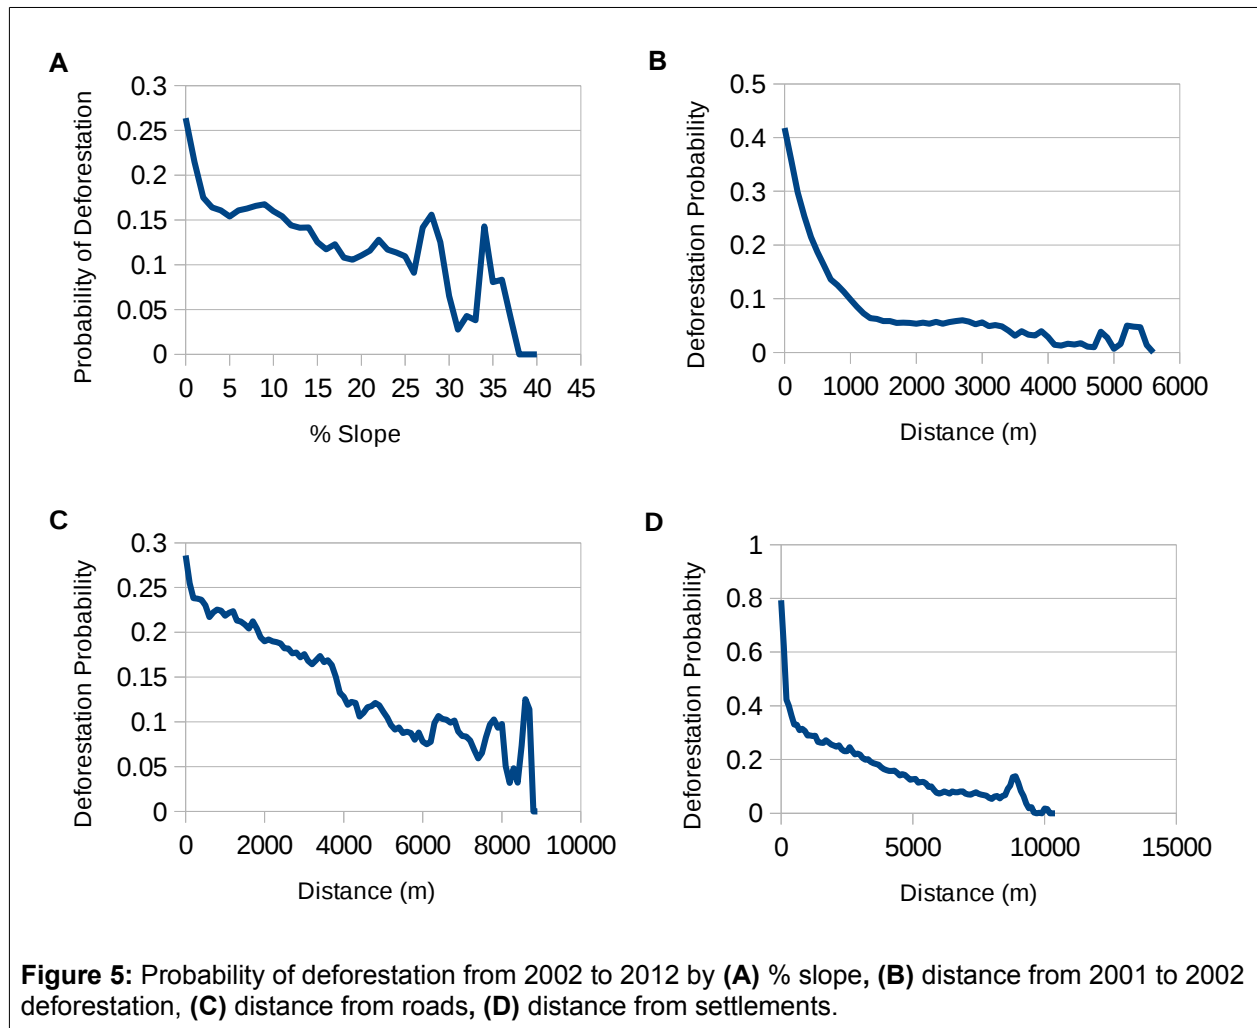 A
Probability of Deforestation
0.3
0.25
0.2
0.15
0.1
0.05
0
0 5 10 15 20 25 30 35 40 45
% Slope
B
Deforestation Probability
0.5
0.4
0.3
0.2
0.1
0
0 1000 2000 3000 4000 5000 6000
Distance (m)
C
Deforestation Probability
0.3
0.25
0.2
0.15
0.1
0.05
0
0 2000 4000 6000 8000 10000
Distance (m)
D
Deforestation Probability
1
0.8
0.6
0.4
0.2
0
0 5000 10000 15000
Distance (m)
Figure 5: Probability of deforestation from 2002 to 2012 by (A) % slope, (B) distance from 2001 to 2002
deforestation, (C) distance from roads, (D) distance from settlements.